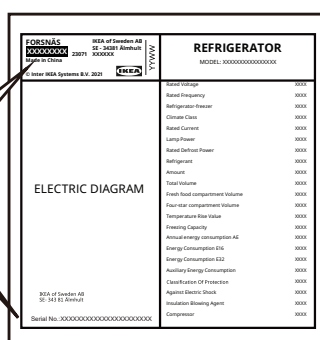 FORSNÄS
XXXXXXXX 23071
Made in China
© Inter IKEA Systems B.V. 2021
IKEA of Sweden AB
SE - 34381 Älmhult
XXXXXX
IKEA
YYWW
REFRIGERATOR
MODEL: XXXXXXXXXXXXXXXX
Rated Voltage XXXX
Rated Frequency XXXX
Refrigerator-freezer XXXX
Climate Class XXXX
Rated Current XXXX
Lamp Power XXXX
Rated Defrost Power XXXX
Refrigerant XXXX
Amount XXXX
Total Volume XXXX
Fresh food compartment Volume XXXX
Four-star compartment Volume XXXX
Temperature Rise Value XXXX
Freezing Capacity XXXX
Annual energy consumption AE XXXX
Energy Consumption E16 XXXX
Energy Consumption E32 XXXX
Auxiliary Energy Consumption XXXX
Classification Of Protection XXXX
Against Electric Shock XXXX
Insulation Blowing Agent XXXX
Compressor XXXX
ELECTRIC DIAGRAM
IKEA of Sweden AB
SE- 343 81 Älmhult
Serial No.:XXXXXXXXXXXXXXXXXXXXXXX